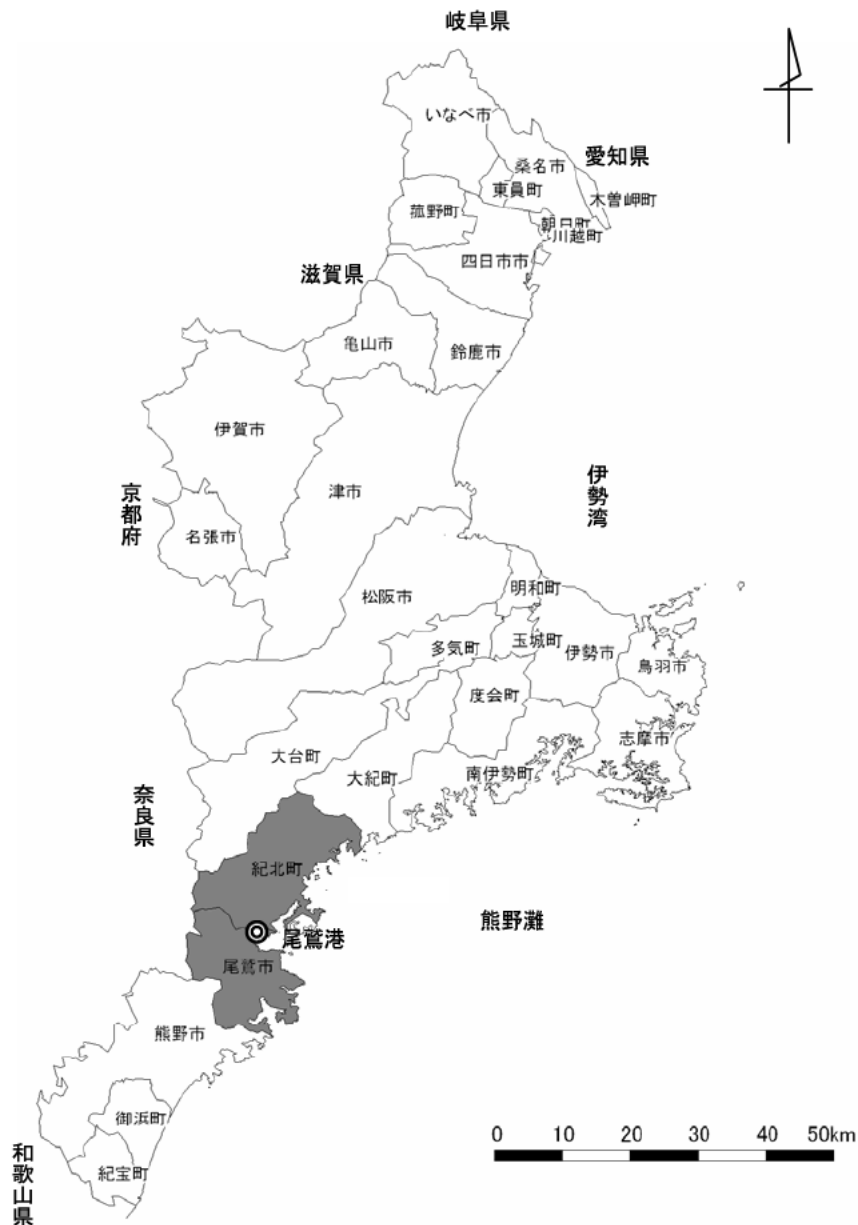 岐阜県
いなべ市
愛知県
桑名市
東員町
木曽岬町
菰野町
朝日町
川越町
四日市市
滋賀県
亀山市
鈴鹿市
伊賀市
伊勢湾
津市
京都府
名張市
松阪市
明和町
多気町
玉城町
伊勢市
鳥羽市
度会町
志摩市
大台町
大紀町
南伊勢町
奈良県
紀北町
熊野灘
尾鷲港
尾鷲市
熊野市
御浜町
紀宝町
和歌山県
0 10 20 30 40 50km